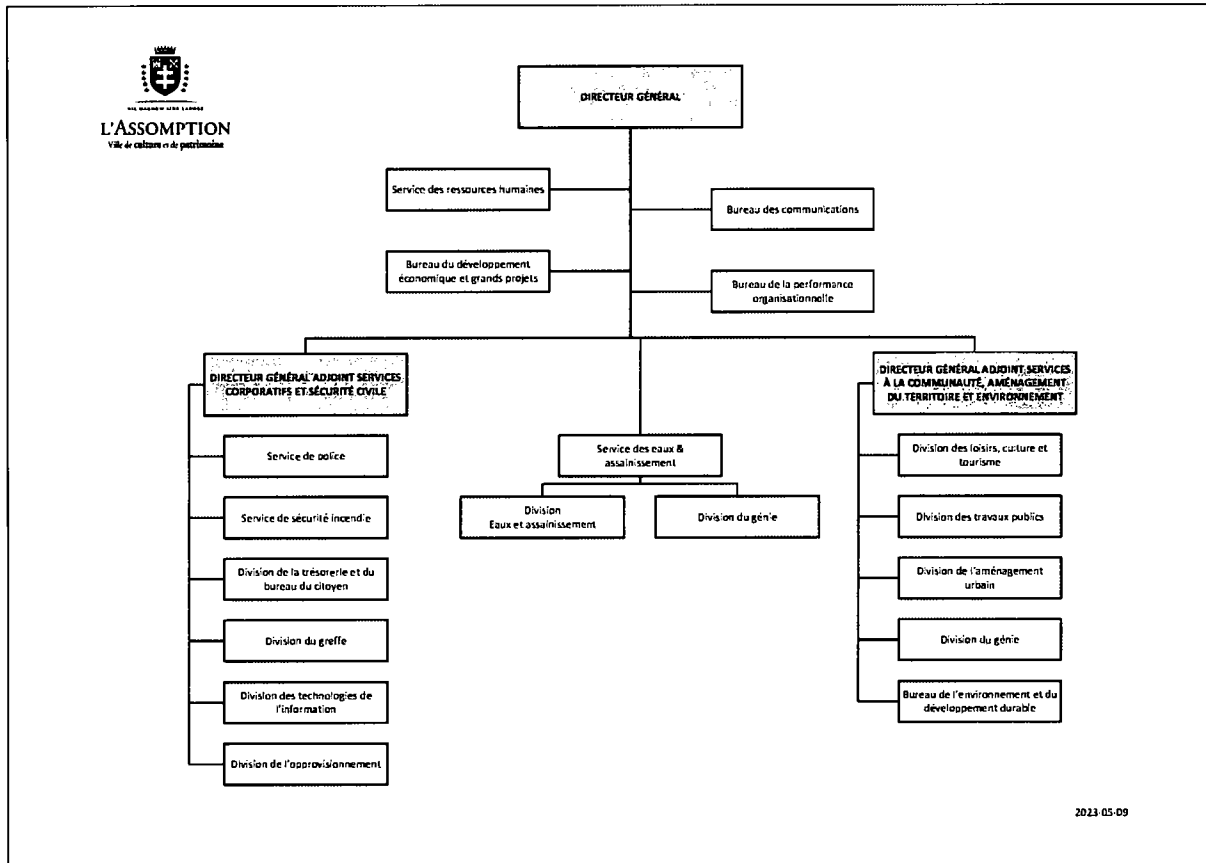 L'ASSOMPTION
Ville de culture et de patrimoine
DIRECTEUR GÉNÉRAL
Service des ressources humaines
Bureau des communications
Bureau du développement
économique et grands projets
Bureau de la performance
organisationnelle
DIRECTEUR GÉNÉRAL ADJOINT SERVICES
CORPORATIFS ET SÉCURITÉ CIVILE
Service de police
Service de sécurité incendie
Division de la trésorerie et du
bureau du citoyen
Division du greffe
Division des technologies de
l'information
Division de l'approvisionnement
Service des eaux &
assainissement
Division
Eaux et assainissement
Division du génie
DIRECTEUR GÉNÉRAL ADJOINT SERVICES
À LA COMMUNAUTÉ, AMÉNAGEMENT
DU TERRITOIRE ET ENVIRONNEMENT
Division des loisirs, culture et
tourisme
Division des travaux publics
Division de l'aménagement
urbain
Division du génie
Bureau de l'environnement et du
développement durable
2023-05-09